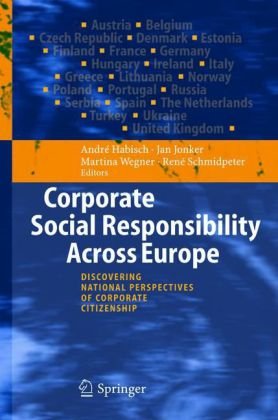 Austria ▪ Belgium ▪
▪ Czech Republic ▪ Denmark ▪ Estonia
▪ Finland ▪ France ▪ Germany
▪ Hungary ▪ Ireland ▪ Italy
Greece ▪ Lithuania ▪ Norway
▪ Poland ▪ Portugal ▪ Russia
Serbia ▪ Spain ▪ The Netherlands
▪ Turkey ▪ Ukraine
▪ United Kingdom ▪
André Habisch ▪ Jan Jonker
Martina Wegner ▪ René Schmidpeter
Editors
Corporate
Social Responsibility
Across Europe
DISCOVERING
NATIONAL PERSPECTIVES
OF CORPORATE
CITIZENSHIP
Springer